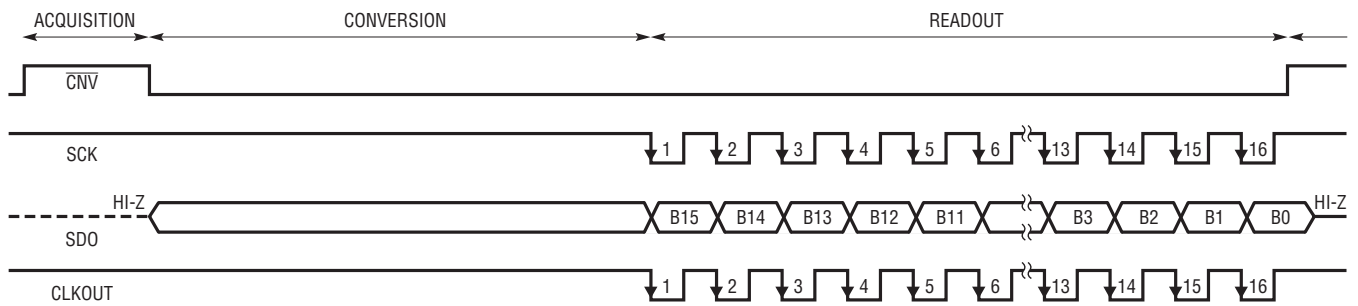 ACQUISITION CONVERSION READOUT
CNV
SCK 1 2 3 4 5 6 13 14 15 16
HI-Z B15 B14 B13 B12 B11 B3 B2 B1 B0 HI-Z
SDO
CLKOUT 1 2 3 4 5 6 13 14 15 16